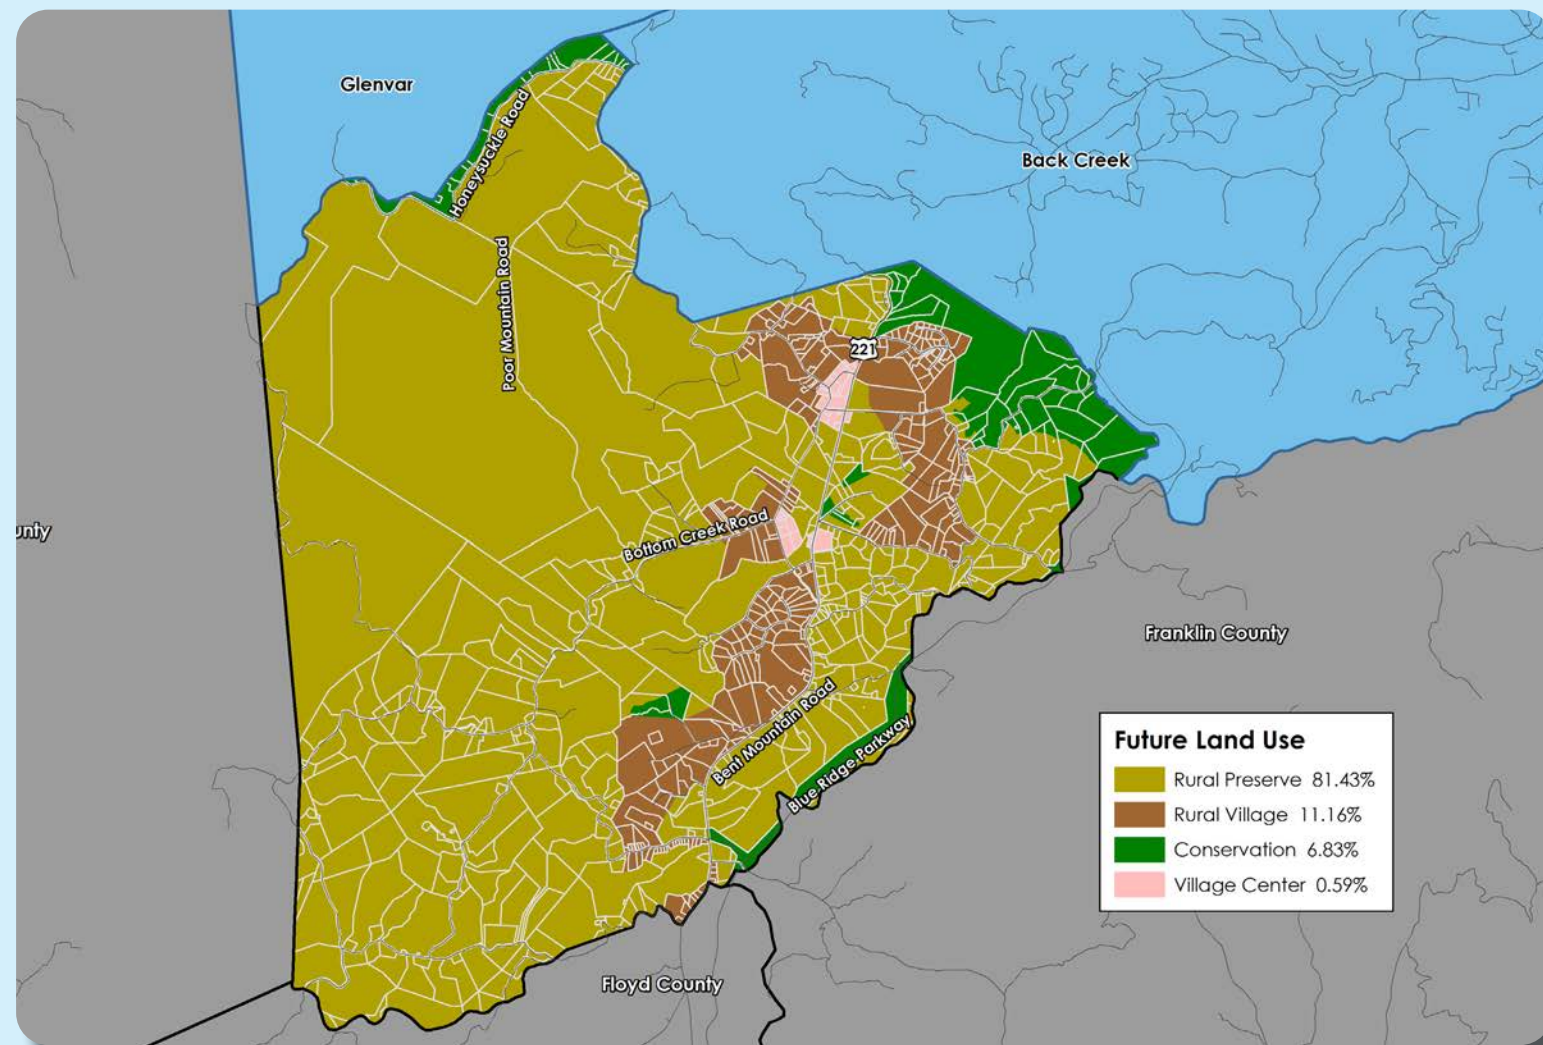 Glenvar
Honeysuckle Road
Back Creek
Poor Mountain Road
221
Bottom Creek Road
unty
Franklin County
Bent Mountain Road
Blue Ridge Parkway
Floyd County
Future Land Use
Rural Preserve 81.43%
Rural Village 11.16%
Conservation 6.83%
Village Center 0.59%